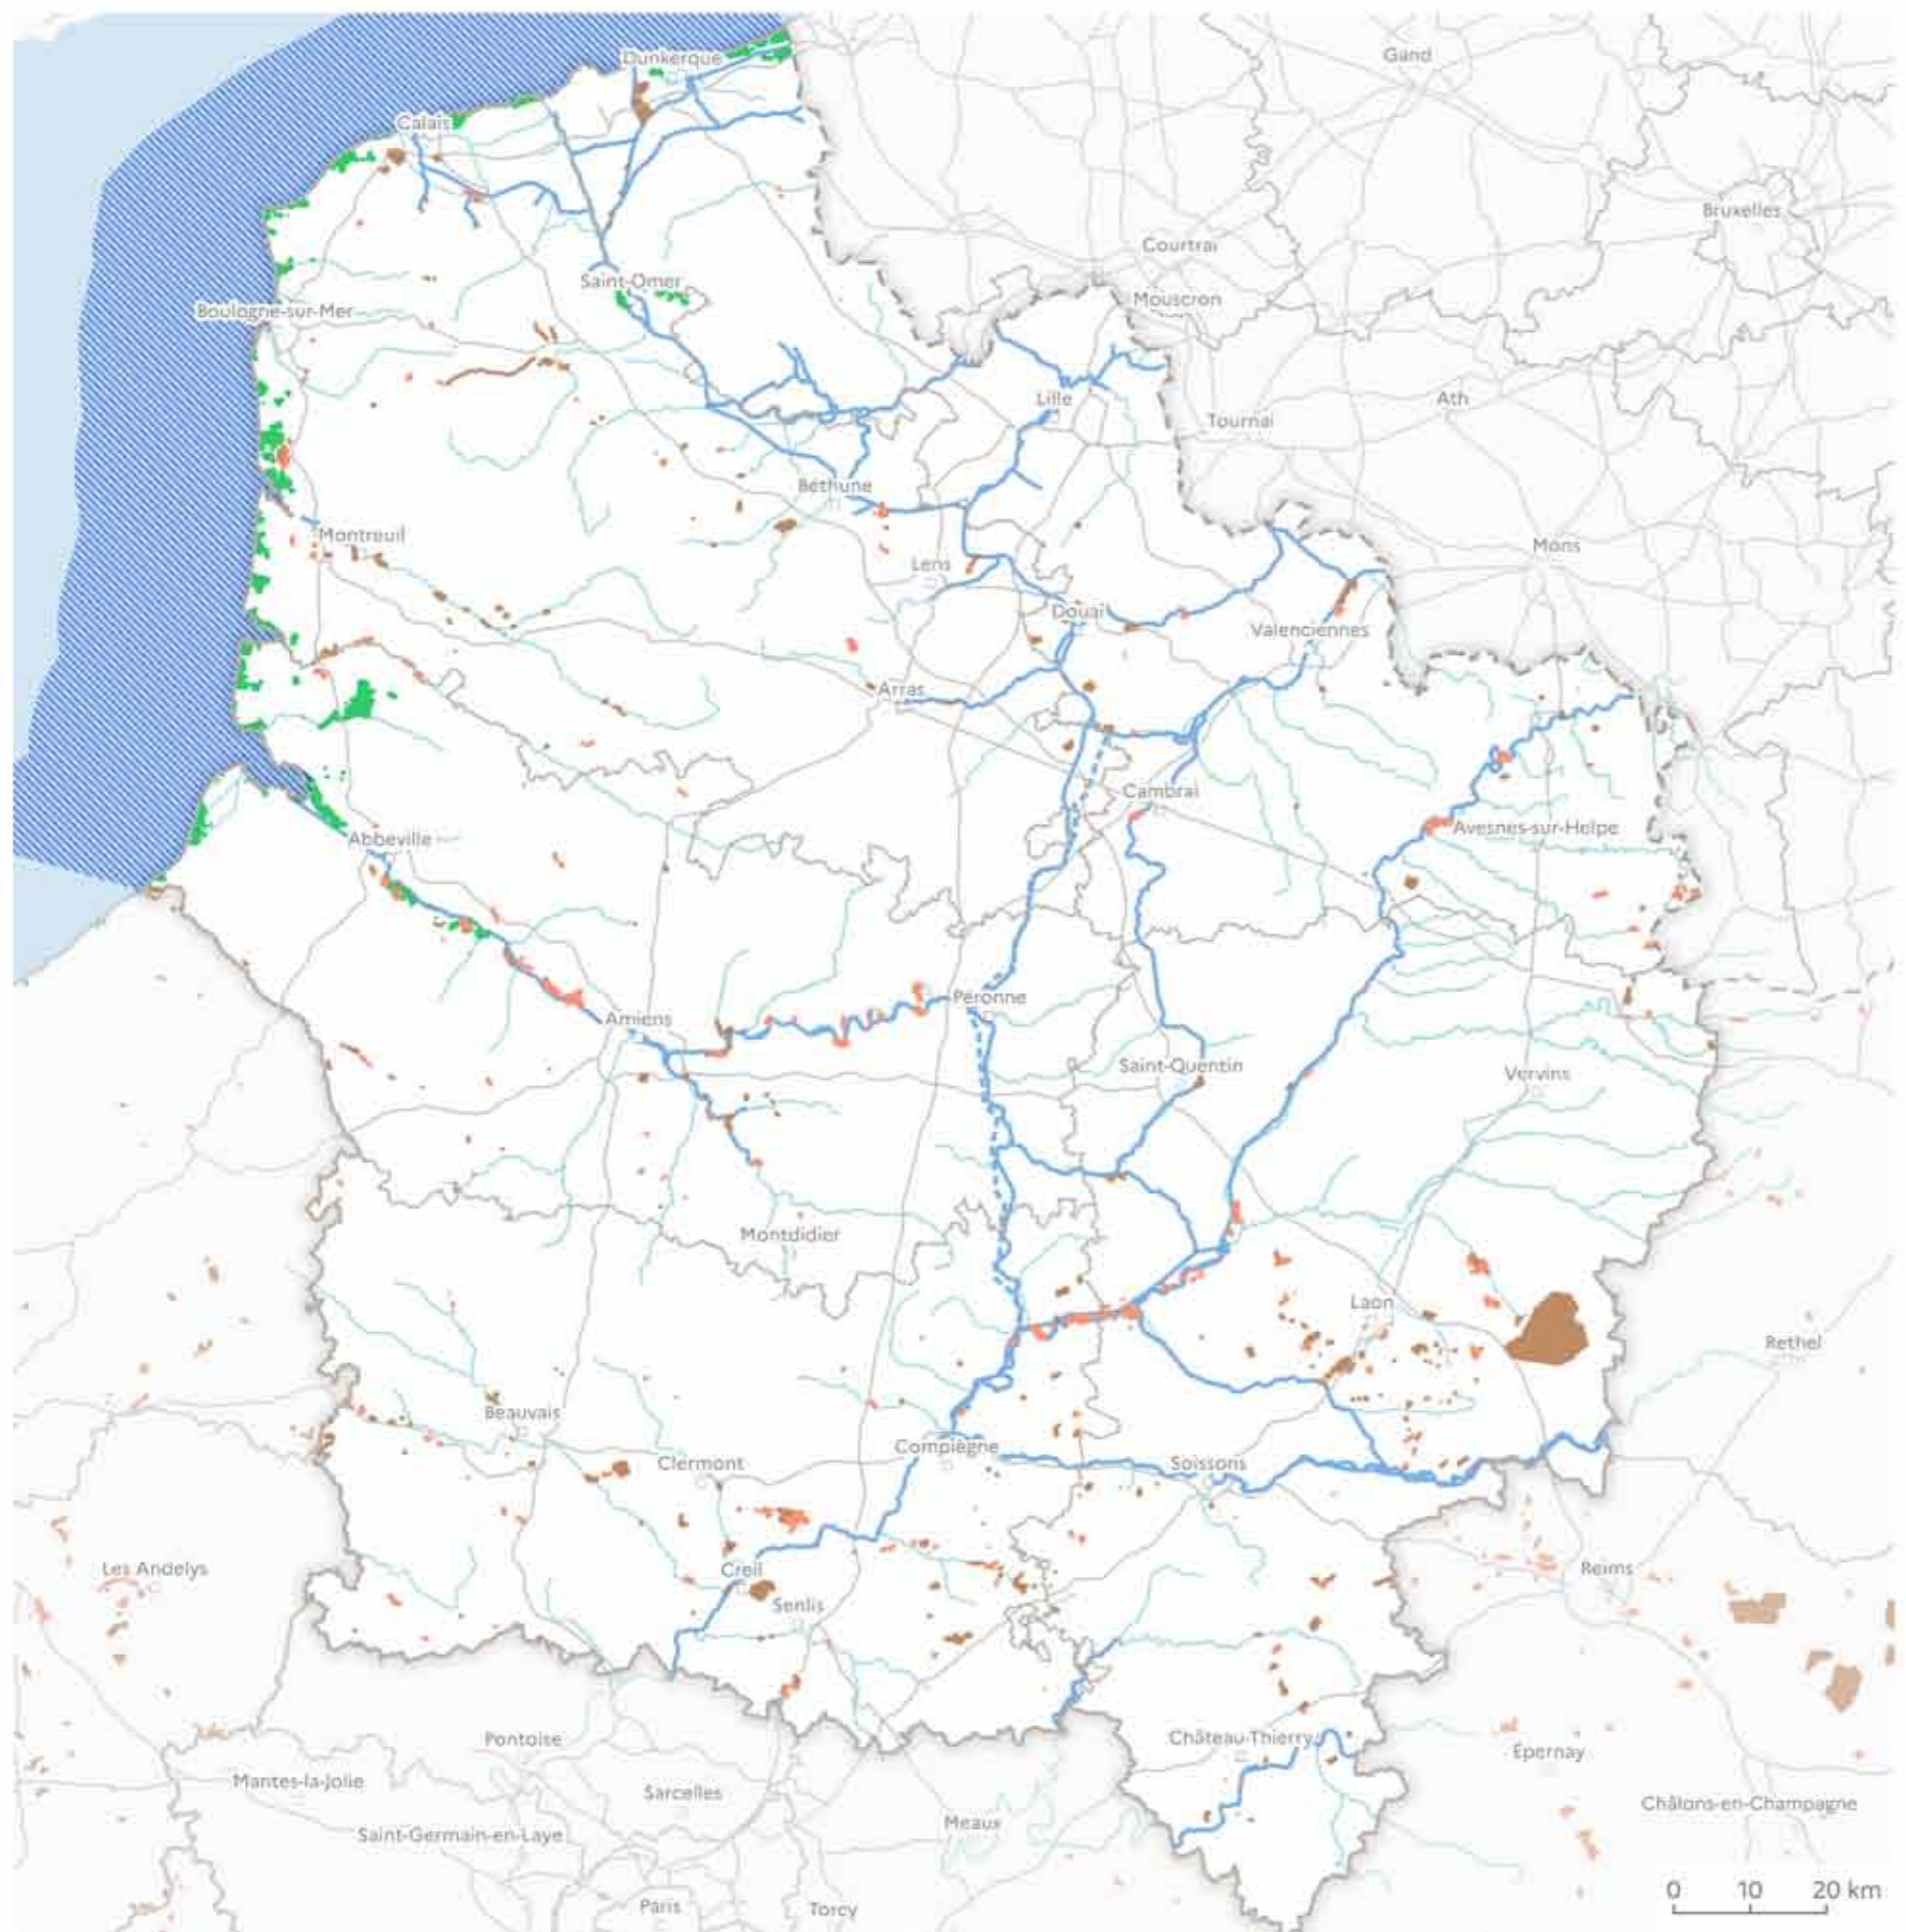 Dunkerque
Gand
Calais
Bruxelles
Courtrai
Saint-Omer
Mouscron
Boulogne-sur-Mer
Lille
Ath
Tournai
Béthune
Montreuil
Mons
Lens
Douai
Valenciennes
Arras
Cambrai
Avesnes-sur-Helpe
Abbeville
Péronne
Amiens
Saint-Quentin
Vervins
Montdidier
Laon
Rethel
Beauvais
Compiègne
Clermont
Soissons
Les Andelys
Creil
Reims
Senlis
Château-Thierry
Pontoise
Épernay
Mantes-la-Jolie
Sarcelles
Châlons-en-Champagne
Meaux
Saint-Germain-en-Laye
0 10 20 km
Paris
Torcy